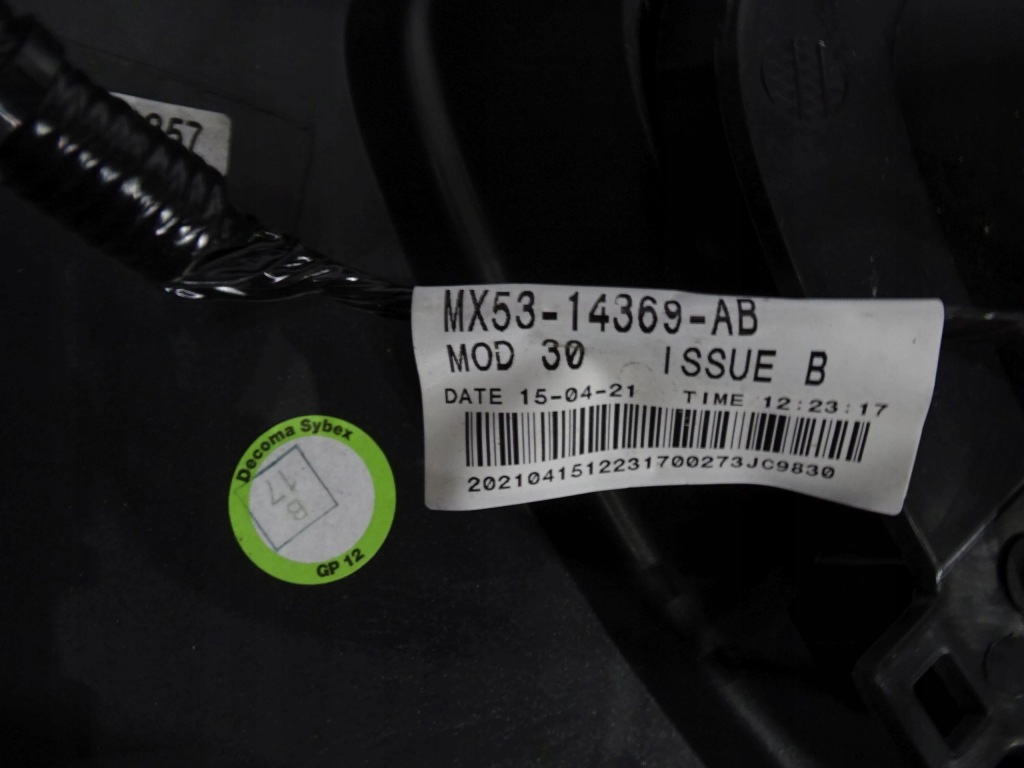 957
MX53-14369-AB
MOD 30 ISSUE B
DATE 15-04-21 TIME 12:23:17
2021041512231700273JC9830
Decoma Sybex
B
17
GP 12